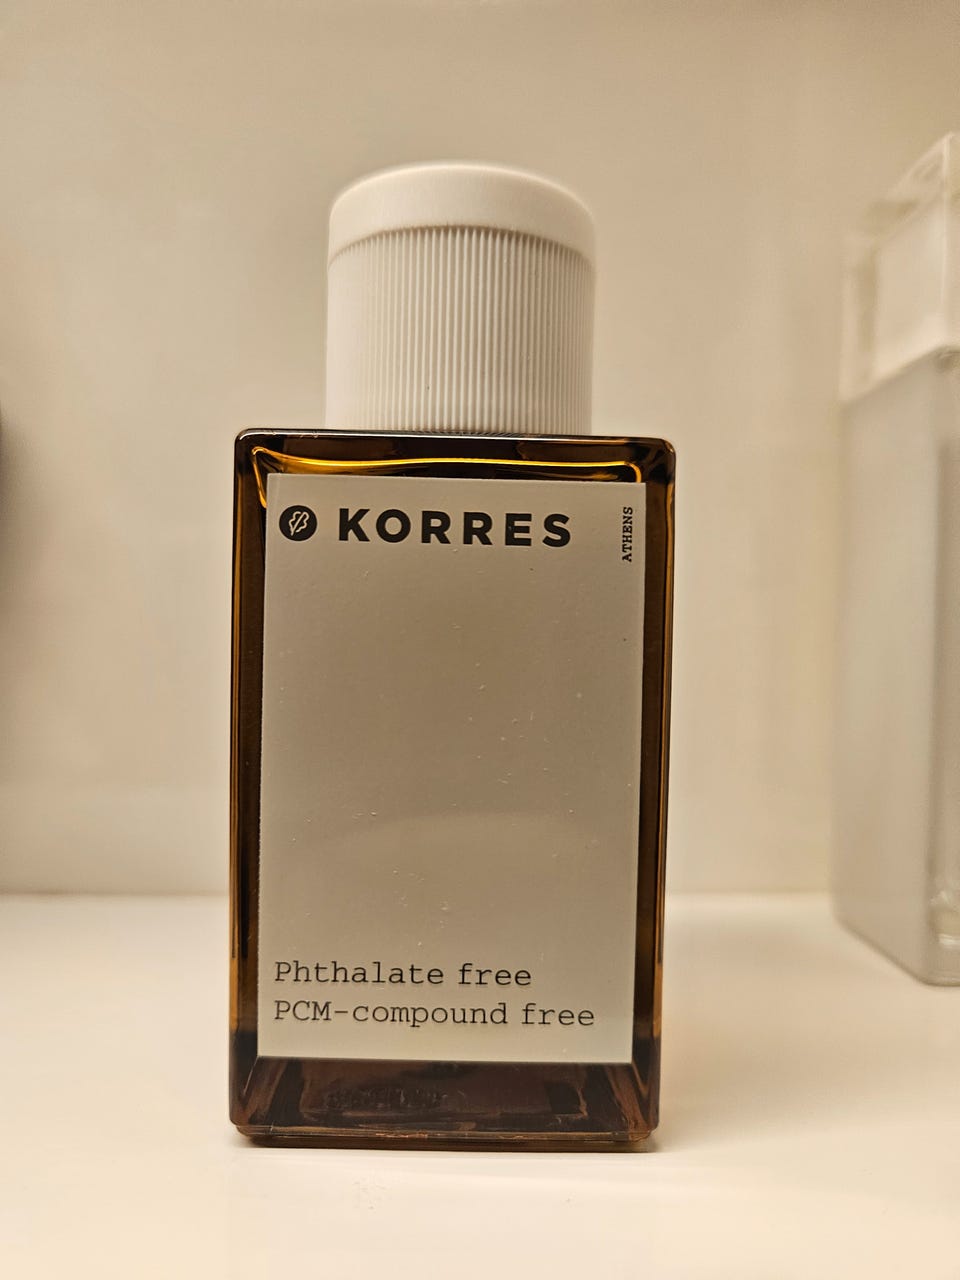 KORRES
ATHENS
Phthalate free
PCM-compound free